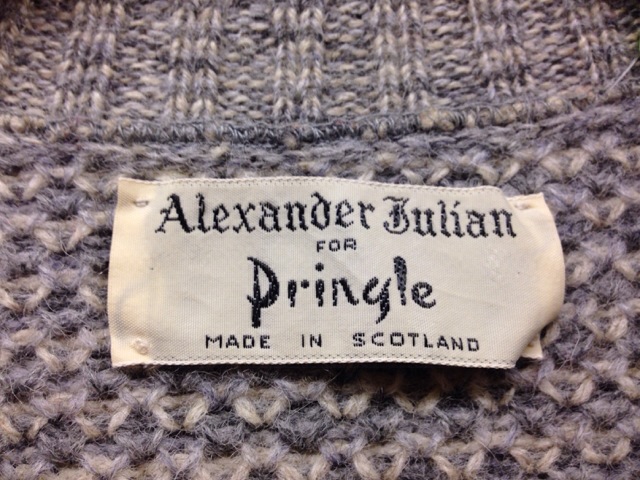 Alexander Julian
FOR
Pringle
MADE IN SCOTLAND